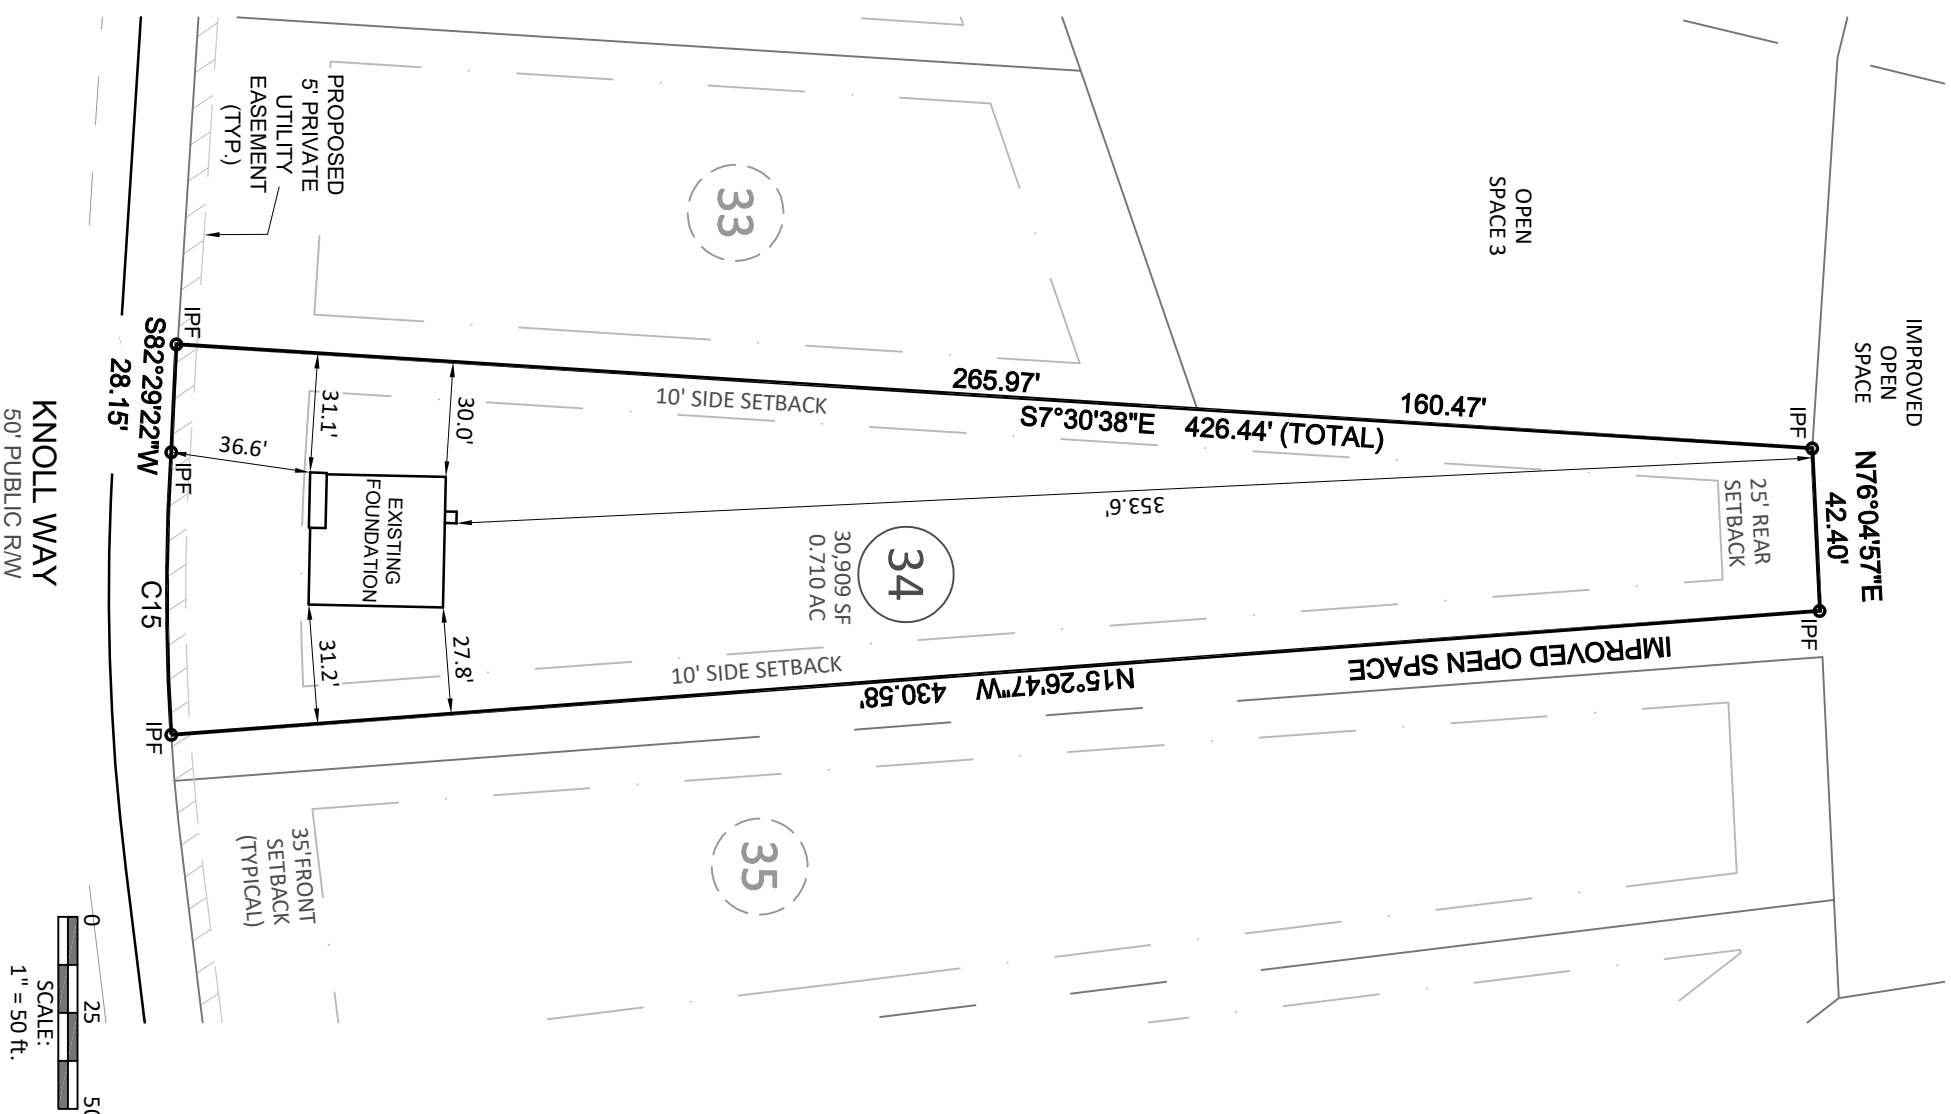 PROPOSED
5' PRIVATE
UTILITY
EASEMENT
(TYP.)
33
OPEN
SPACE 3
IMPROVED
OPEN
SPACE
IPF
S82°29'22"W
28.15'
IPF
36.6'
31.1'
30.0'
10' SIDE SETBACK
265.97'
S7°30'38"E 426.44' (TOTAL)
160.47'
IPF
N76°04'57"E
42.40'
25' REAR
SETBACK
353.6'
EXISTING
FOUNDATION
34
30,909 SF
0.710 AC
KNOLL WAY
50' PUBLIC R/W
C15
31.2'
27.8'
10' SIDE SETBACK
N15°26'47"W 430.58'
IMPROVED OPEN SPACE
IPF
IPF
35'FRONT
SETBACK
(TYPICAL)
35
0 25 50
SCALE:
1" = 50 ft.